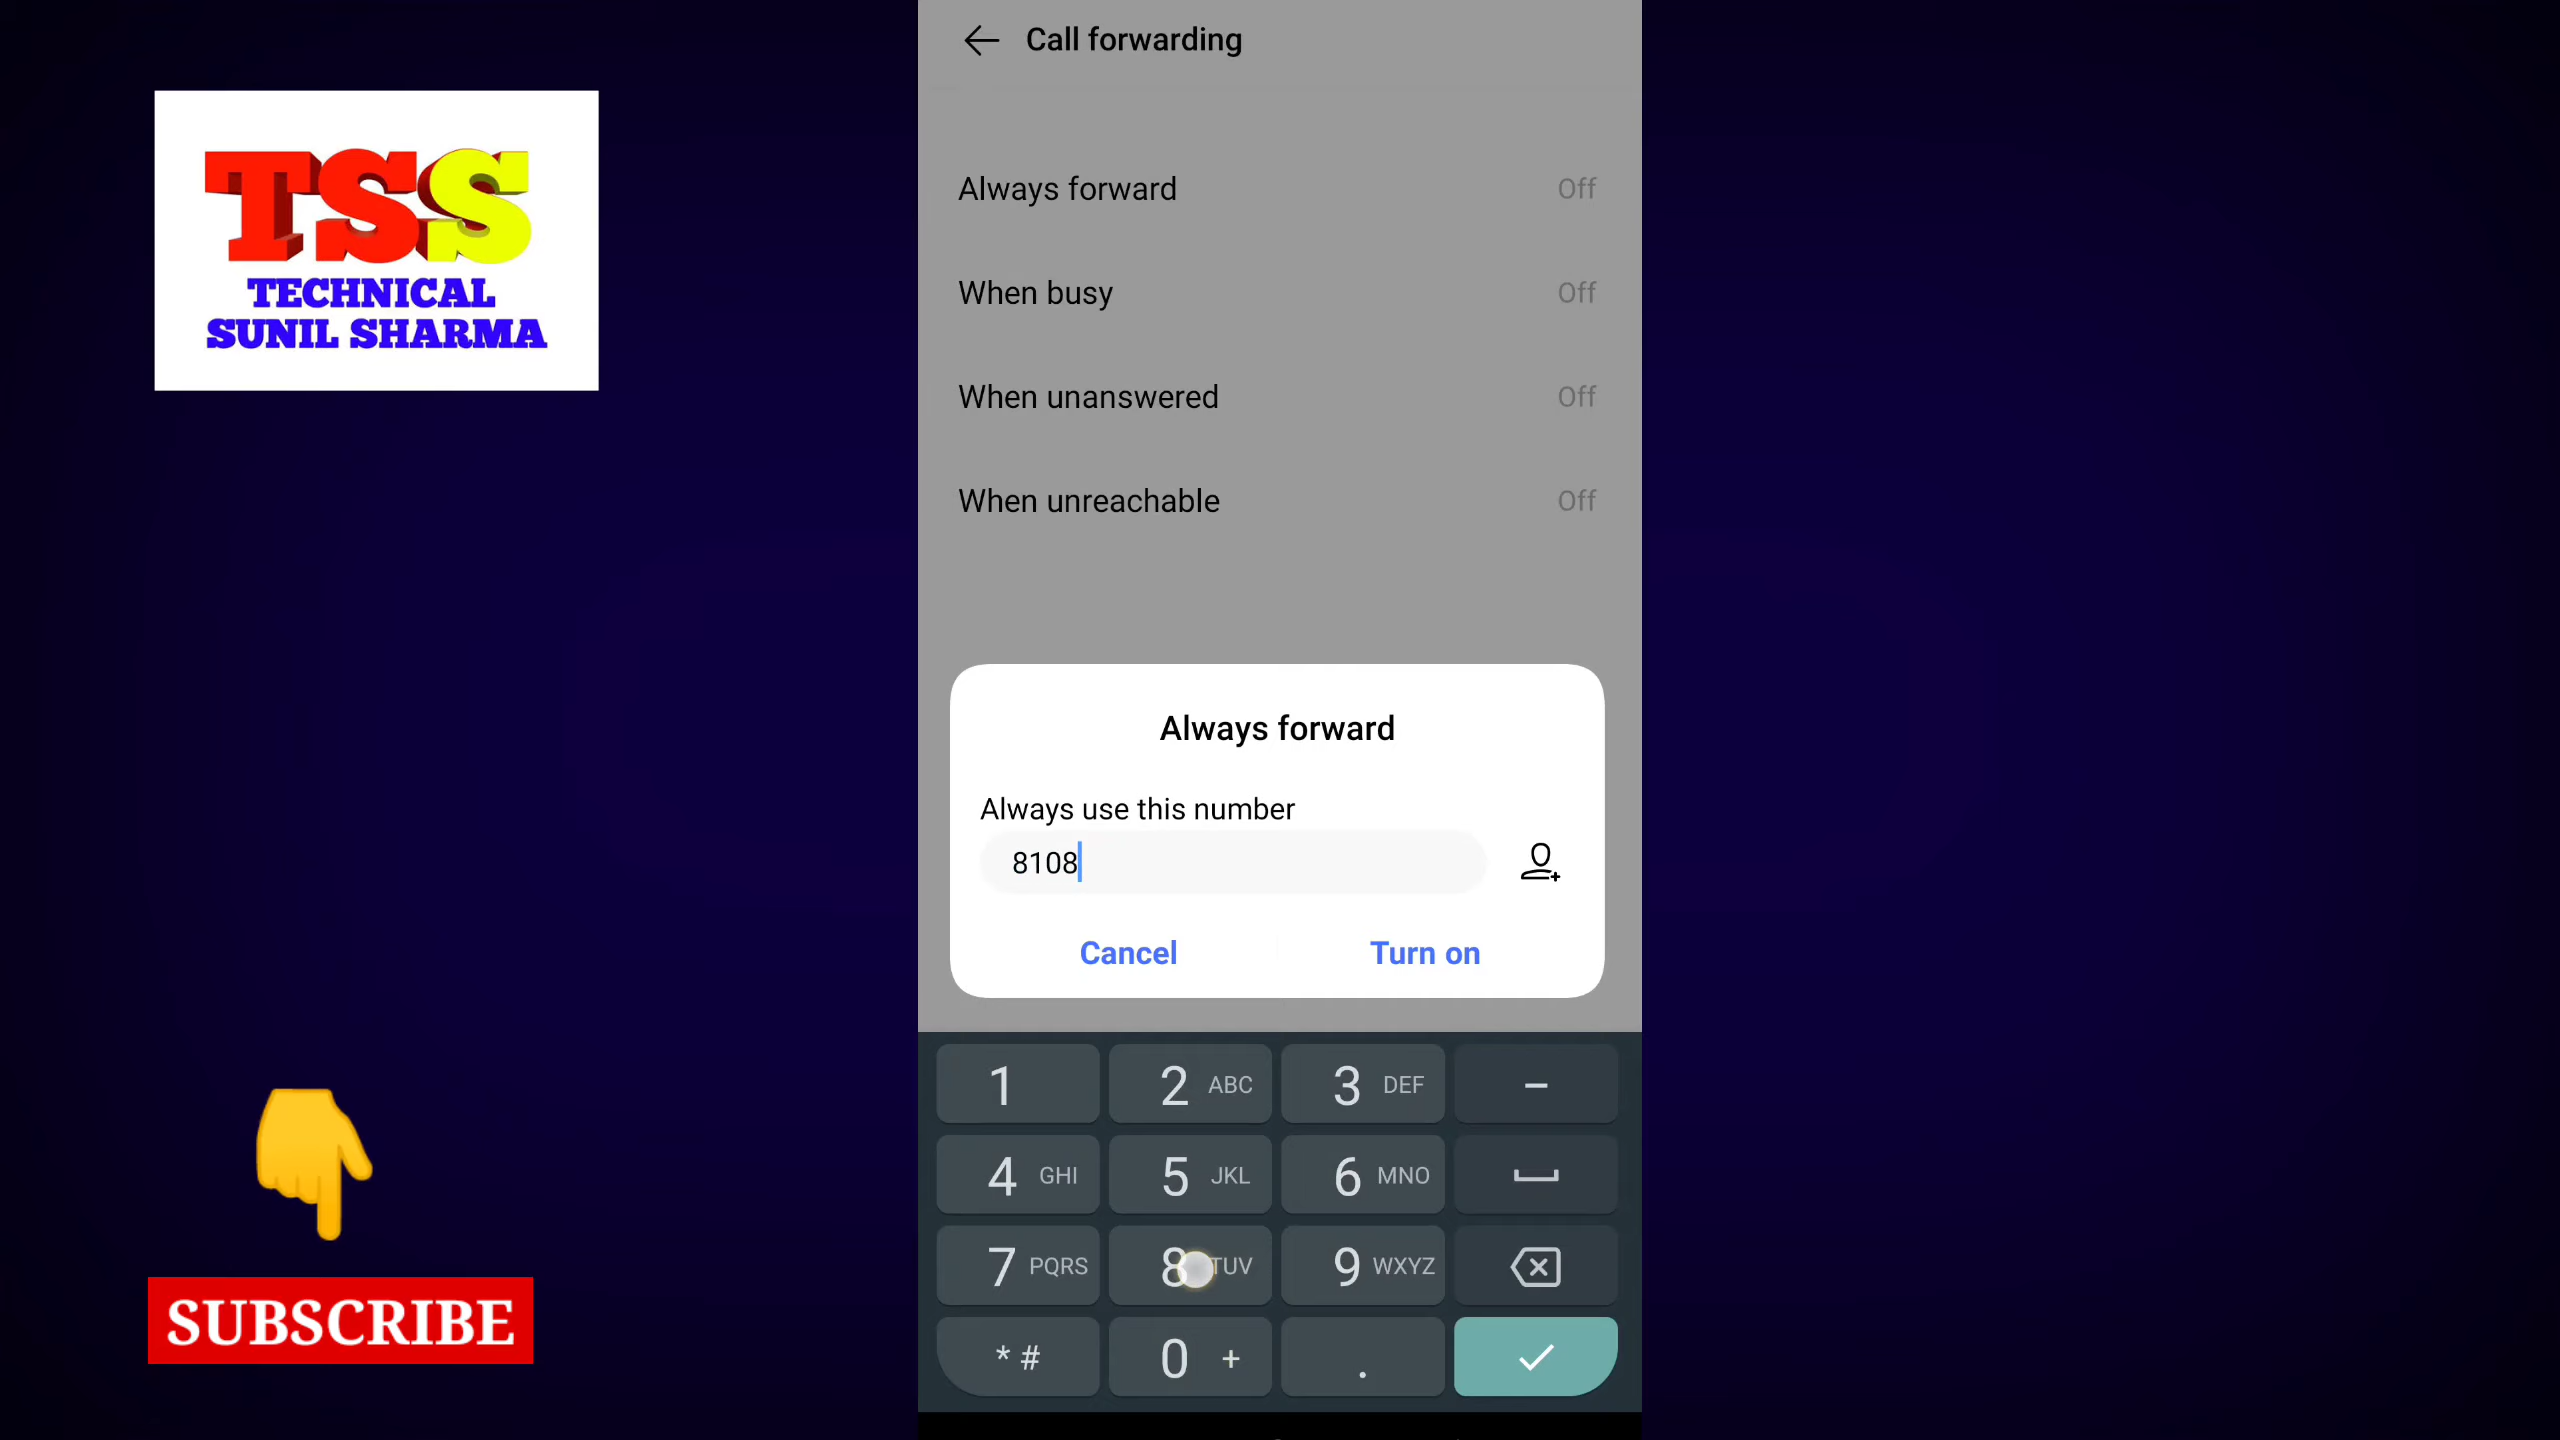 TSS
TECHNICAL
SUNIL SHARMA
SUBSCRIBE
Call forwarding
Always forward Off
When busy Off
When unanswered Off
When unreachable Off
Always forward
Always use this number
8108
Cancel Turn on
1 2 ABC 3 DEF -
4 GHI 5 JKL 6 MNO
7 PQRS 8 TUV 9 WXYZ
* # 0 + .